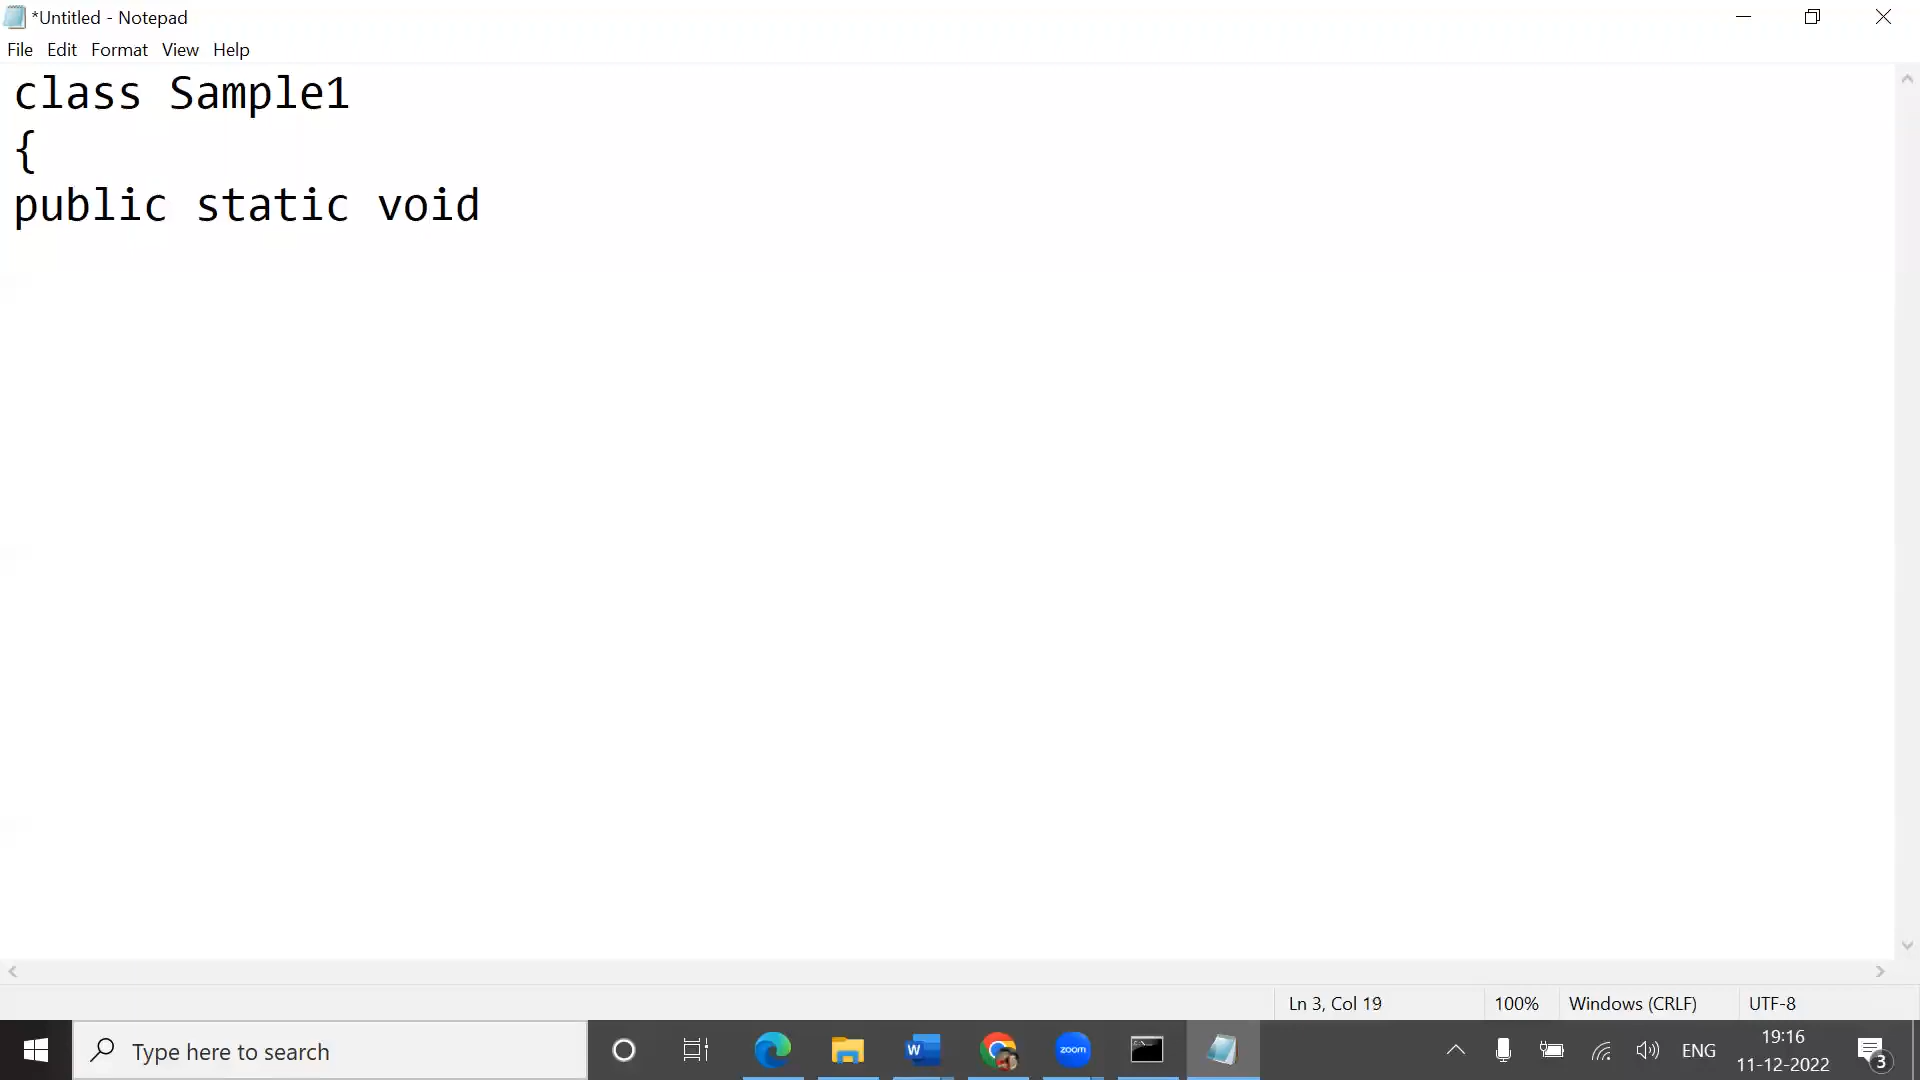 *Untitled - Notepad
File Edit Format View Help
class Sample1
{
public static void
Ln 3, Col 19 100% Windows (CRLF) UTF-8
Type here to search
W
zoom
ENG
19:16
11-12-2022
3